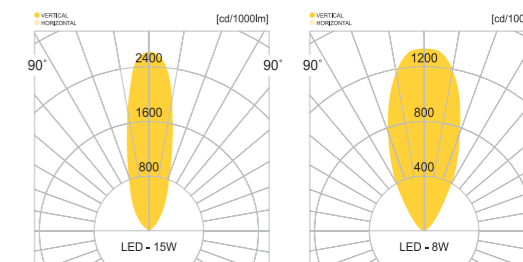 VERTICAL
HORIZONTAL
[cd/1000lm]
90°
90°
2400
1600
800
LED - 15W
VERTICAL
HORIZONTAL
[cd/100
90°
1200
800
400
LED - 8W